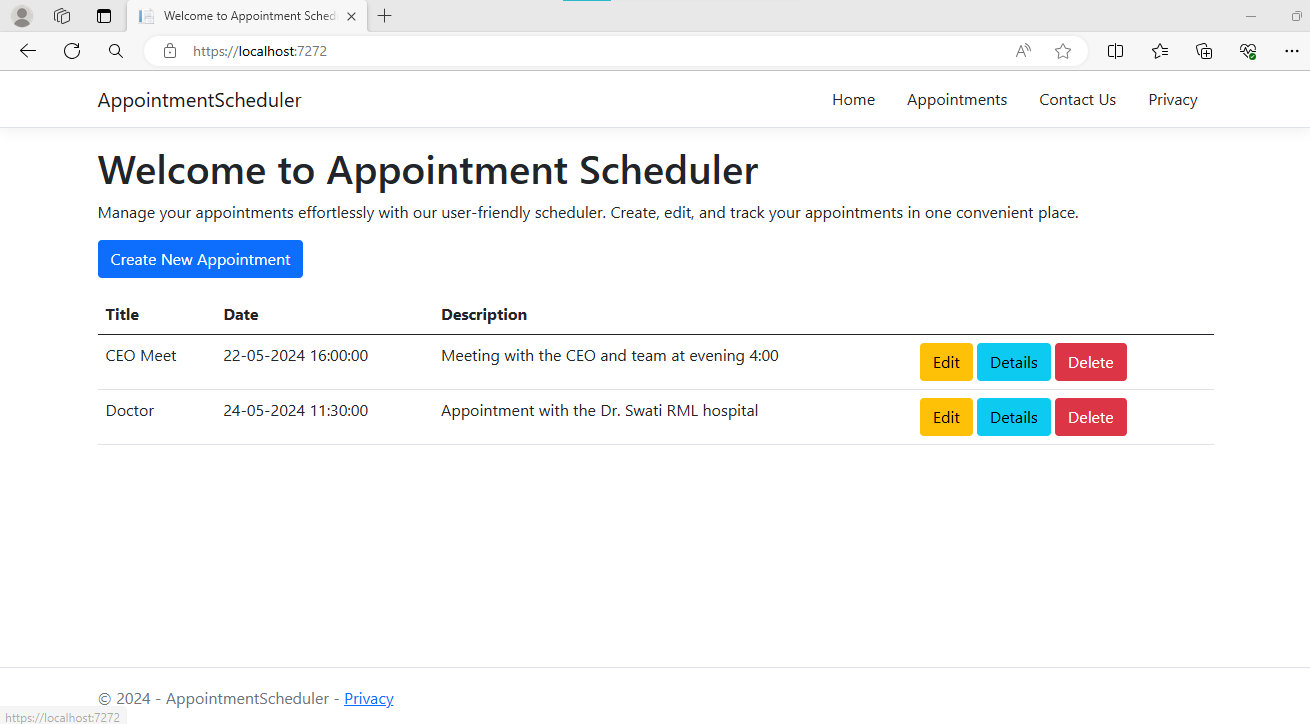 Welcome to Appointment Sched
https://localhost:7272
AppointmentScheduler Home Appointments Contact Us Privacy
Welcome to Appointment Scheduler
Manage your appointments effortlessly with our user-friendly scheduler. Create, edit, and track your appointments in one convenient place.
Create New Appointment
Title Date Description
CEO Meet 22-05-2024 16:00:00 Meeting with the CEO and team at evening 4:00 Edit Details Delete
Doctor 24-05-2024 11:30:00 Appointment with the Dr. Swati RML hospital Edit Details Delete
© 2024 - AppointmentScheduler - Privacy
https://localhost:7272